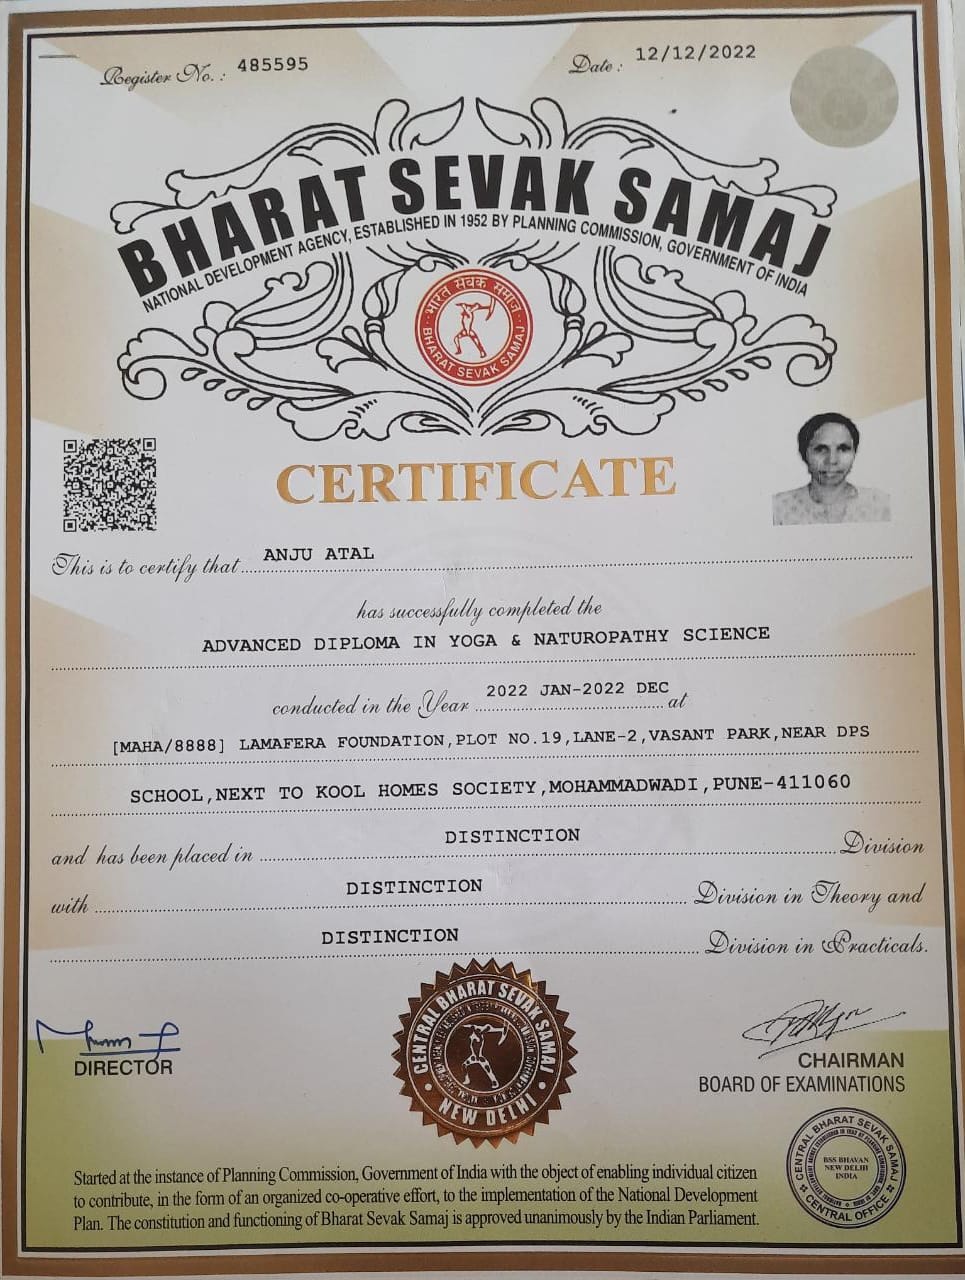 Register No. : 485595
Date : 12/12/2022
BHARAT SEVAK SAMAJ
NATIONAL DEVELOPMENT AGENCY, ESTABLISHED IN 1952 BY PLANNING COMMISSION, GOVERNMENT OF INDIA
भारत सेवक समाज
BHARAT SEVAK SAMAJ
CERTIFICATE
This is to certify that ANJU ATAL
has successfully completed the
ADVANCED DIPLOMA IN YOGA & NATUROPATHY SCIENCE
conducted in the Year 2022 JAN-2022 DEC at
[MAHA/8888] LAMAFERA FOUNDATION,PLOT NO.19,LANE-2,VASANT PARK,NEAR DPS
SCHOOL,NEXT TO KOOL HOMES SOCIETY,MOHAMMADWADI,PUNE-411060
and has been placed in DISTINCTION Division
with DISTINCTION Division in Theory and
DISTINCTION Division in Practicals.
DIRECTOR
CENTRAL BHARAT SEVAK SAMAJ
NEW DELHI
CHAIRMAN
BOARD OF EXAMINATIONS
CENTRAL BHARAT SEVAK SAMAJ
BSS BHAVAN
NEW DELHI
INDIA
CENTRAL OFFICE
Started at the instance of Planning Commission, Government of India with the object of enabling individual citizen
to contribute, in the form of an organized co-operative effort, to the implementation of the National Development
Plan. The constitution and functioning of Bharat Sevak Samaj is approved unanimously by the Indian Parliament.